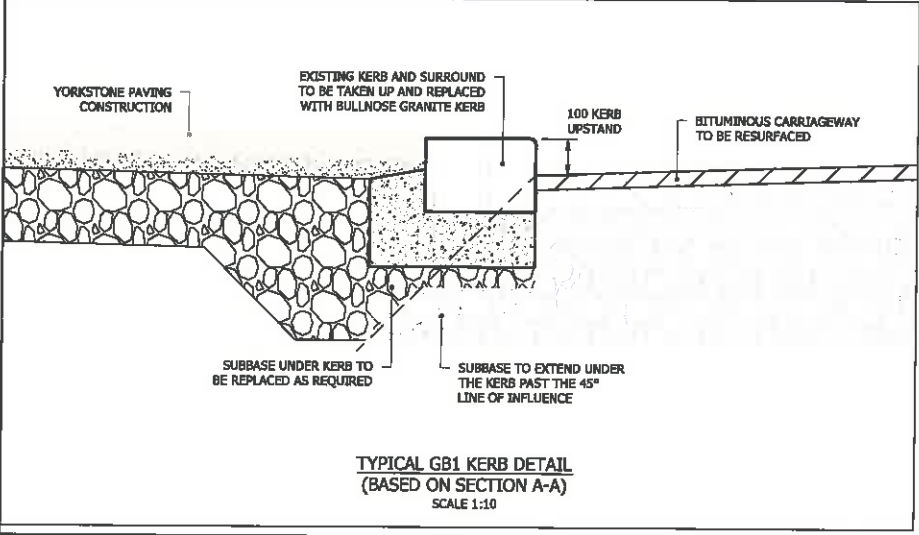 YORKSTONE PAVING
CONSTRUCTION
EXISTING KERB AND SURROUND
TO BE TAKEN UP AND REPLACED
WITH BULLNOSE GRANITE KERB
100 KERB
UPSTAND
BITUMINOUS CARRIAGEWAY
TO BE RESURFACED
SUBBASE UNDER KERB TO
BE REPLACED AS REQUIRED
SUBBASE TO EXTEND UNDER
THE KERB PAST THE 45°
LINE OF INFLUENCE
TYPICAL GB1 KERB DETAIL
(BASED ON SECTION A-A)
SCALE 1:10